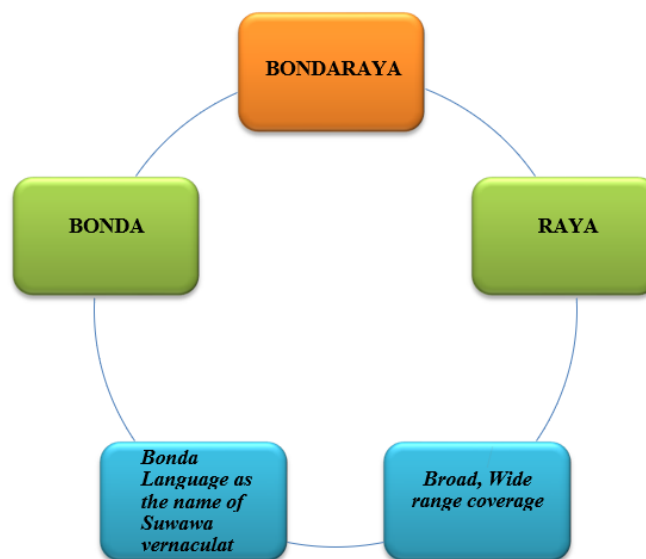 BONDARAYA
BONDA
RAYA
Bonda
Language as
the name of
Suwawa
vernaculat
Broad, Wide
range coverage